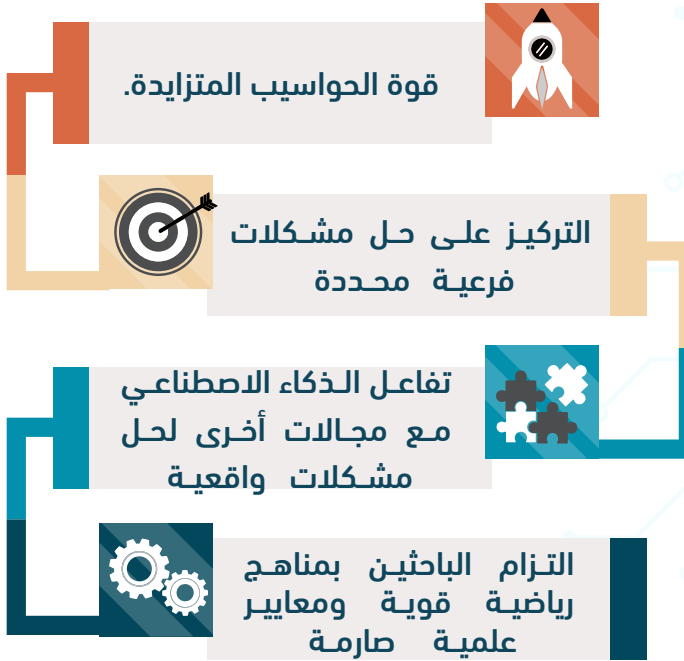 قوة الحواسيب المتزايدة.
التركيز على حل مشكلات
فرعية محددة
تفاعل الذكاء الاصطناعي
مع مجالات أخرى لحل
مشكلات واقعية
التزام الباحثين بمناهج
رياضية قوية ومعايير
علمية صارمة